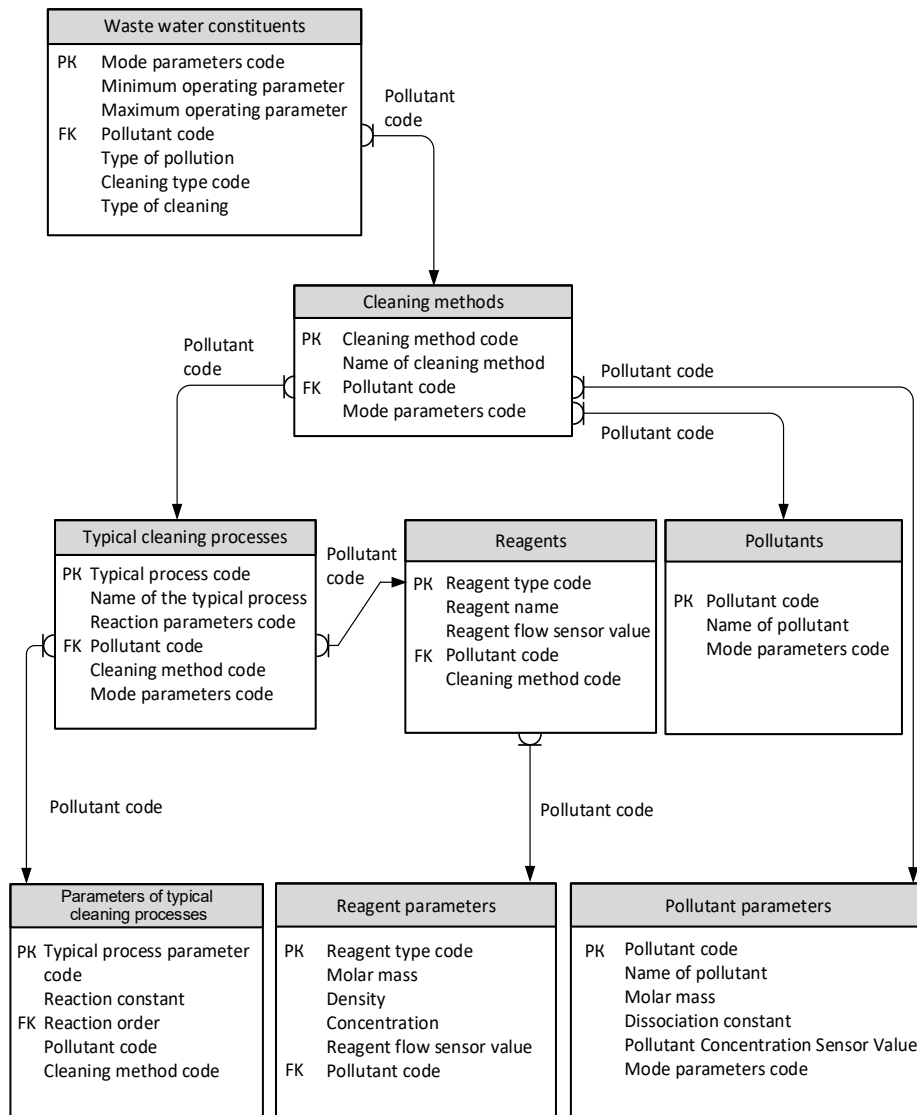 Waste water constituents
PK Mode parameters code
Minimum operating parameter
Maximum operating parameter
FK Pollutant code
Type of pollution
Cleaning type code
Type of cleaning
Pollutant
code
Cleaning methods
PK Cleaning method code
Name of cleaning method
FK Pollutant code
Mode parameters code
Pollutant
code
Pollutant code
Pollutant code
Typical cleaning processes
PK Typical process code
Name of the typical process
Reaction parameters code
FK Pollutant code
Cleaning method code
Mode parameters code
Pollutant
code
Reagents
PK Reagent type code
Reagent name
Reagent flow sensor value
FK Pollutant code
Cleaning method code
Pollutants
PK Pollutant code
Name of pollutant
Mode parameters code
Pollutant code
Pollutant code
Parameters of typical
cleaning processes
PK Typical process parameter
code
Reaction constant
FK Reaction order
Pollutant code
Cleaning method code
Reagent parameters
PK Reagent type code
Molar mass
Density
Concentration
Reagent flow sensor value
FK Pollutant code
Pollutant parameters
PK Pollutant code
Name of pollutant
Molar mass
Dissociation constant
Pollutant Concentration Sensor Value
Mode parameters code